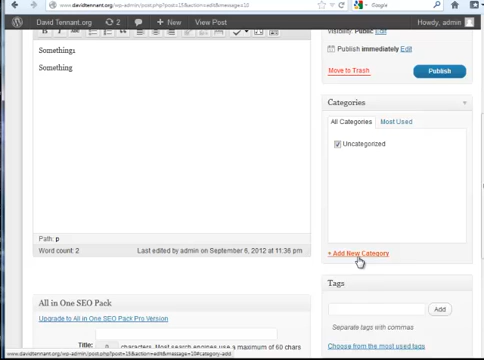 www.davidtennant.org/wp-admin/post.php?post=15&action=edit&message=10
Google
David Tennant.org
2
+ New
View Post
Howdy, admin
Visibility: Public Edit
Something1
Publish immediately Edit
Something
Move to Trash
Publish
Categories
All Categories
Most Used
Uncategorized
Path: p
Word count: 2
Last edited by admin on September 6, 2012 at 11:36 pm
+ Add New Category
Tags
All in One SEO Pack
Add
Upgrade to All in One SEO Pack Pro Version
Separate tags with commas
Title:
characters. Most search engines use a maximum of 60 chars
Choose from the most used tags
www.davidtennant.org/wp-admin/post.php?post=15&action=edit&message=10#category-add